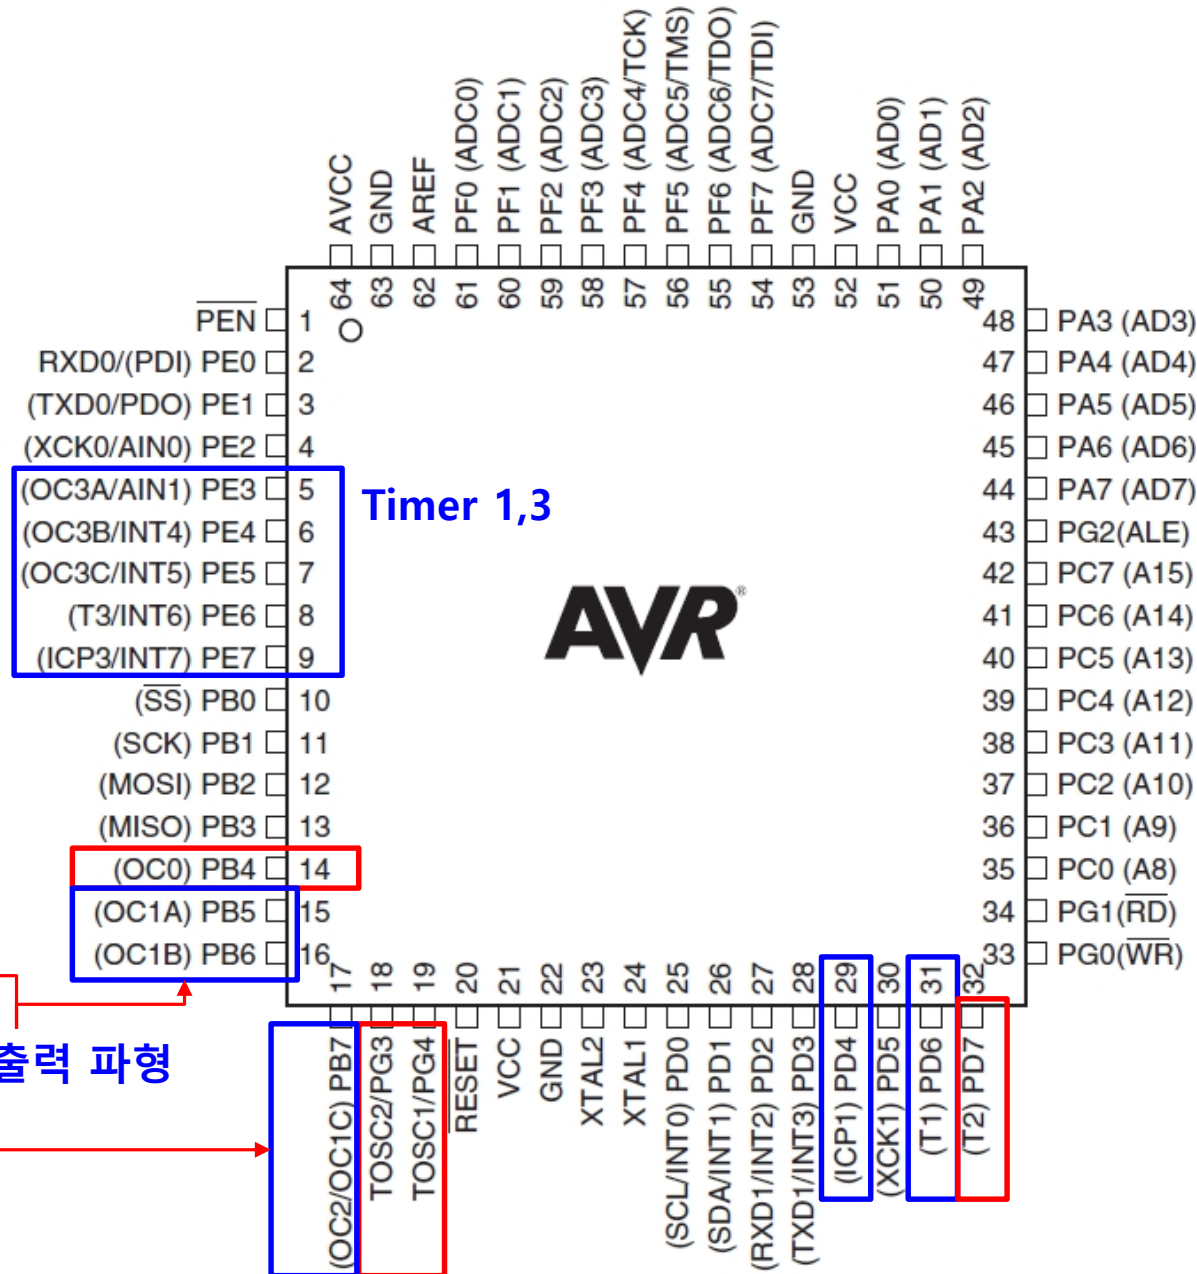 AVCC
GND
AREF
PF0 (ADC0)
PF1 (ADC1)
PF2 (ADC2)
PF3 (ADC3)
PF4 (ADC4/TCK)
PF5 (ADC5/TMS)
PF6 (ADC6/TDO)
PF7 (ADC7/TDI)
GND
VCC
PA0 (AD0)
PA1 (AD1)
PA2 (AD2)
64 63 62 61 60 59 58 57 56 55 54 53 52 51 50 49
PEN 1
RXD0/(PDI) PE0 2
(TXD0/PDO) PE1 3
(XCK0/AIN0) PE2 4
(OC3A/AIN1) PE3 5
(OC3B/INT4) PE4 6
(OC3C/INT5) PE5 7
(T3/INT6) PE6 8
(ICP3/INT7) PE7 9
(SS) PB0 10
(SCK) PB1 11
(MOSI) PB2 12
(MISO) PB3 13
(OC0) PB4 14
(OC1A) PB5 15
(OC1B) PB6 16
Timer 1,3
AVR®
48 PA3 (AD3)
47 PA4 (AD4)
46 PA5 (AD5)
45 PA6 (AD6)
44 PA7 (AD7)
43 PG2(ALE)
42 PC7 (A15)
41 PC6 (A14)
40 PC5 (A13)
39 PC4 (A12)
38 PC3 (A11)
37 PC2 (A10)
36 PC1 (A9)
35 PC0 (A8)
34 PG1(RD)
33 PG0(WR)
17 18 19 20 21 22 23 24 25 26 27 28 29 30 31 32
출력 파형
(OC2/OC1C) PB7
TOSC2/PG3
TOSC1/PG4
RESET
VCC
GND
XTAL2
XTAL1
(SCL/INT0) PD0
(SDA/INT1) PD1
(RXD1/INT2) PD2
(TXD1/INT3) PD3
(ICP1) PD4
(XCK1) PD5
(T1) PD6
(T2) PD7